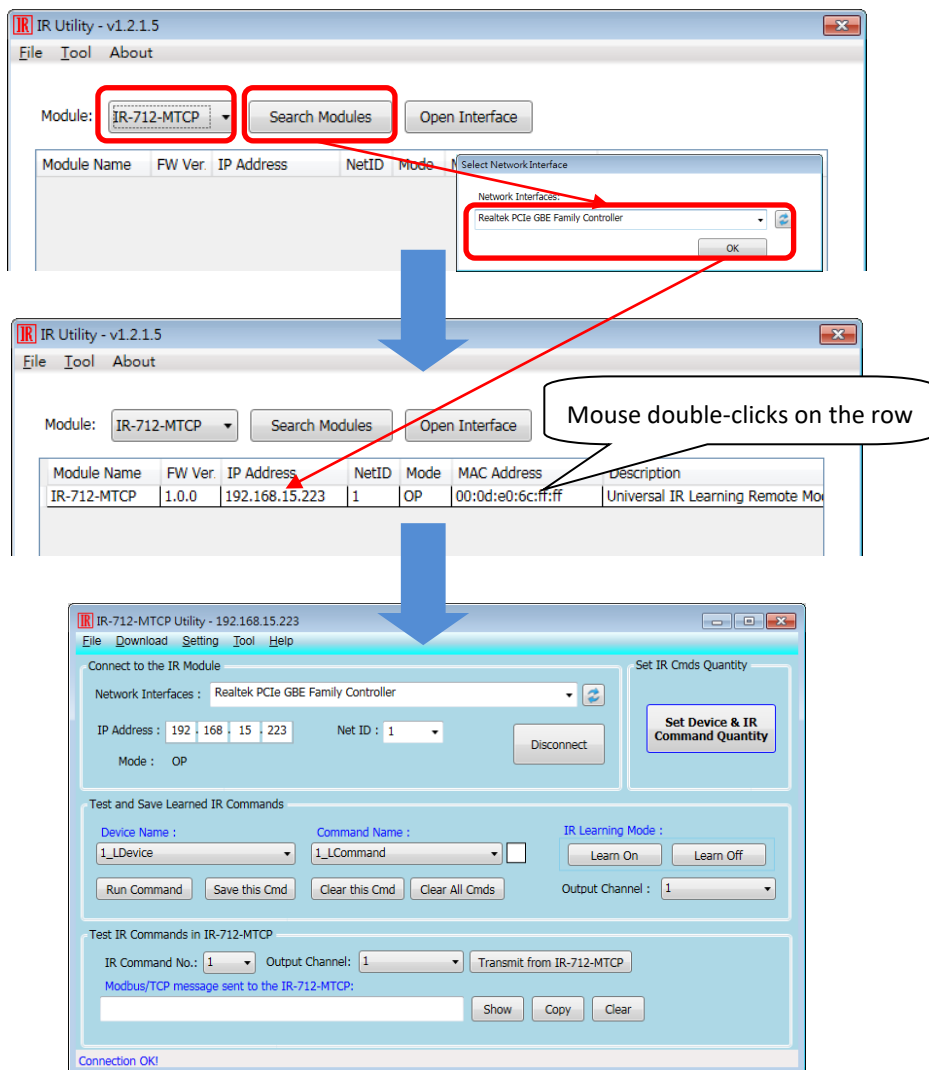 IR IR Utility - v1.2.1.5
File Tool About
Module: IR-712-MTCP Search Modules Open Interface
Module Name FW Ver. IP Address NetID Mode
Select Network Interface
Network Interfaces:
Realtek PCIe GBE Family Controller
OK
IR IR Utility - v1.2.1.5
File Tool About
Mouse double-clicks on the row
Module: IR-712-MTCP Search Modules Open Interface
Module Name FW Ver. IP Address NetID Mode MAC Address Description
IR-712-MTCP 1.0.0 192.168.15.223 1 OP 00:0d:e0:6c:ff:ff Universal IR Learning Remote Mo
IR IR-712-MTCP Utility - 192.168.15.223
File Download Setting Tool Help
Connect to the IR Module Set IR Cmds Quantity
Network Interfaces : Realtek PCIe GBE Family Controller
IP Address : 192 . 168 . 15 . 223 Net ID : 1 Disconnect
Set Device & IR
Command Quantity
Mode : OP
Test and Save Learned IR Commands
Device Name : Command Name : IR Learning Mode :
1_LDevice 1_LCommand Learn On Learn Off
Run Command Save this Cmd Clear this Cmd Clear All Cmds Output Channel : 1
Test IR Commands in IR-712-MTCP
IR Command No.: 1 Output Channel: 1 Transmit from IR-712-MTCP
Modbus/TCP message sent to the IR-712-MTCP:
Show Copy Clear
Connection OK!